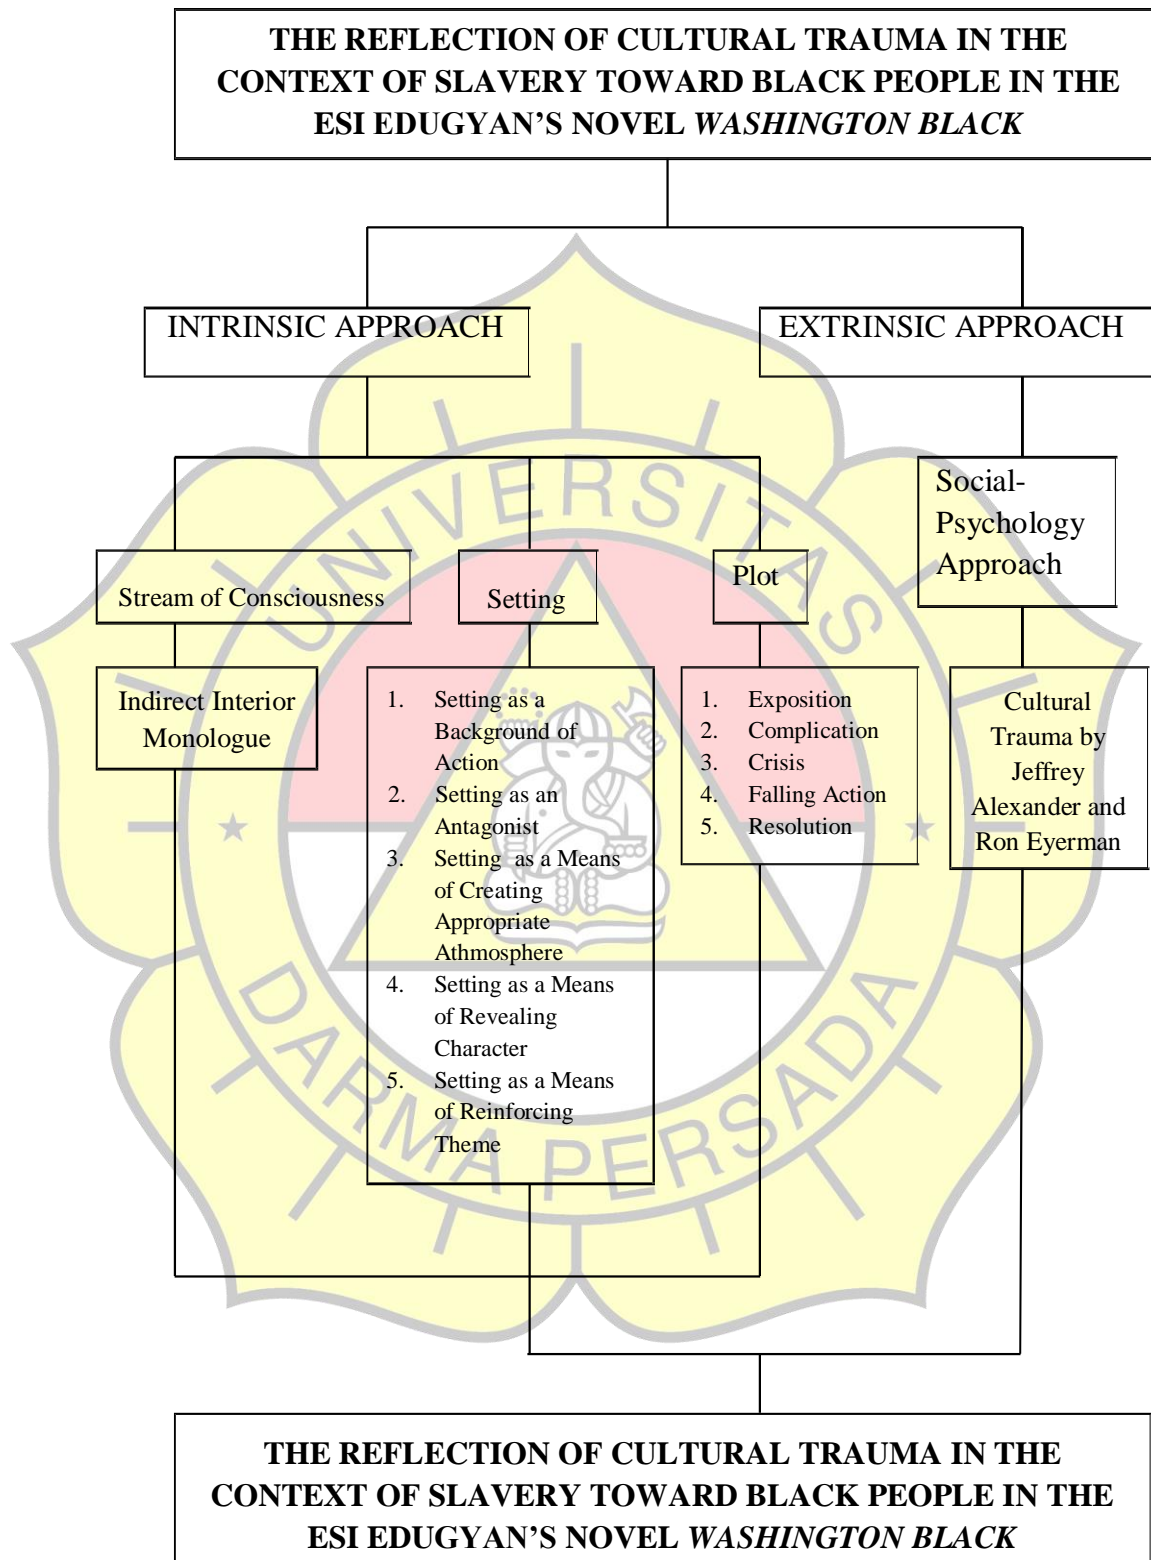 THE REFLECTION OF CULTURAL TRAUMA IN THE
CONTEXT OF SLAVERY TOWARD BLACK PEOPLE IN THE
ESI EDUGYAN’S NOVEL WASHINGTON BLACK
INTRINSIC APPROACH
EXTRINSIC APPROACH
Stream of Consciousness
Setting
Plot
Social-
Psychology
Approach
Indirect Interior
Monologue
1. Setting as a
Background of
Action
2. Setting as an
Antagonist
3. Setting as a Means
of Creating
Appropriate
Athmosphere
4. Setting as a Means
of Revealing
Character
5. Setting as a Means
of Reinforcing
Theme
1. Exposition
2. Complication
3. Crisis
4. Falling Action
5. Resolution
Cultural
Trauma by
Jeffrey
Alexander and
Ron Eyerman
UNIVERSITAS
DARMA PERSADA
THE REFLECTION OF CULTURAL TRAUMA IN THE
CONTEXT OF SLAVERY TOWARD BLACK PEOPLE IN THE
ESI EDUGYAN’S NOVEL WASHINGTON BLACK